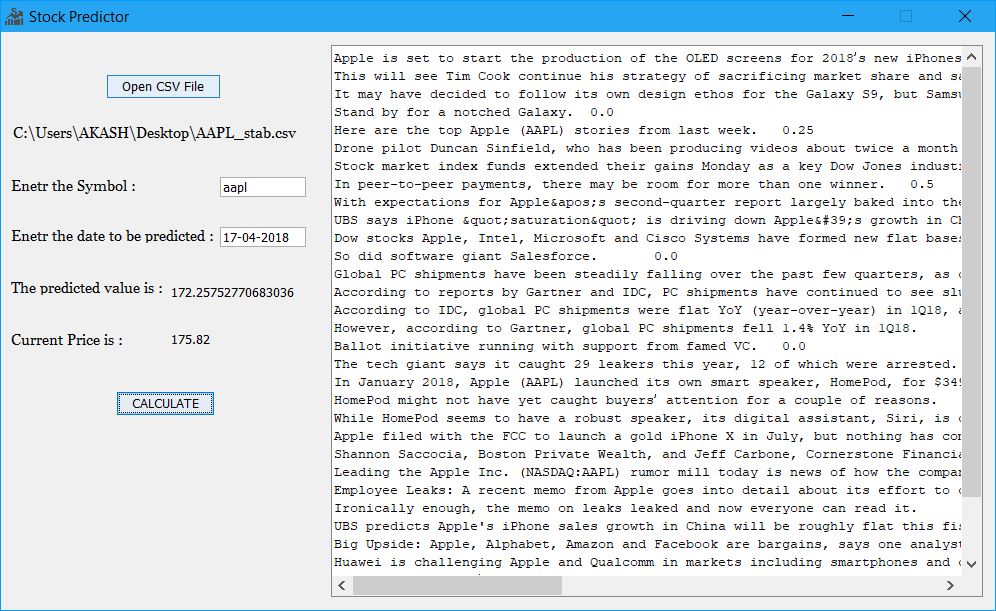 Stock Predictor
Open CSV File
C:\Users\AKASH\Desktop\AAPL_stab.csv
Enetr the Symbol :
aapl
Enetr the date to be predicted :
17-04-2018
The predicted value is :
172.25752770683036
Current Price is :
175.82
CALCULATE
Apple is set to start the production of the OLED screens for 2018's new iPhones
This will see Tim Cook continue his strategy of sacrificing market share and
It may have decided to follow its own design ethos for the Galaxy S9, but
Stand by for a notched Galaxy. 0.0
Here are the top Apple (AAPL) stories from last week. 0.25
Drone pilot Duncan Sinfield, who has been producing videos about twice a month
Stock market index funds extended their gains Monday as a key Dow Jones
In peer-to-peer payments, there may be room for more than one winner. 0.5
With expectations for Apple&apos;s second-quarter report largely baked into
UBS says iPhone &quot;saturation&quot; is driving down Apple&#39;s growth in
Dow stocks Apple, Intel, Microsoft and Cisco Systems have formed new flat
So did software giant Salesforce. 0.0
Global PC shipments have been steadily falling over the past few quarters, as
According to reports by Gartner and IDC, PC shipments have continued to see
According to IDC, global PC shipments were flat YoY (year-over-year) in 1Q18,
However, according to Gartner, global PC shipments fell 1.4% YoY in 1Q18.
Ballot initiative running with support from famed VC. 0.0
The tech giant says it caught 29 leakers this year, 12 of which were arrested.
In January 2018, Apple (AAPL) launched its own smart speaker, HomePod, for
HomePod might not have yet caught buyers' attention for a couple of reasons.
While HomePod seems to have a robust speaker, its digital assistant, Siri, is
Apple filed with the FCC to launch a gold iPhone X in July, but nothing has
Shannon Saccocia, Boston Private Wealth, and Jeff Carbone, Cornerstone
Leading the Apple Inc. (NASDAQ:AAPL) rumor mill today is news of how the
Employee Leaks: A recent memo from Apple goes into detail about its effort to
Ironically enough, the memo on leaks leaked and now everyone can read it.
UBS predicts Apple's iPhone sales growth in China will be roughly flat this
Big Upside: Apple, Alphabet, Amazon and Facebook are bargains, says one
Huawei is challenging Apple and Qualcomm in markets including smartphones and